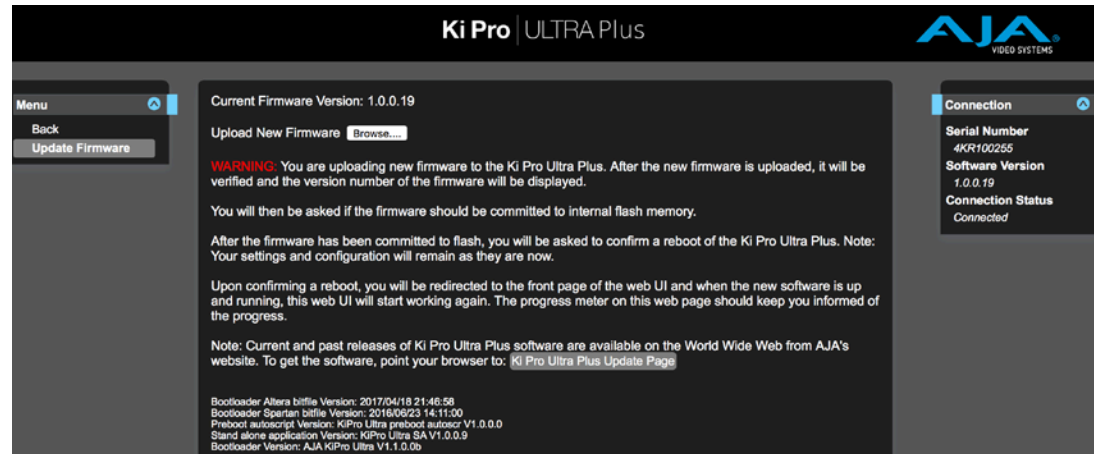 Ki Pro ULTRA Plus
AJA
VIDEO SYSTEMS
Menu
Back
Update Firmware
Current Firmware Version: 1.0.0.19
Upload New Firmware Browse....
WARNING: You are uploading new firmware to the Ki Pro Ultra Plus. After the new firmware is uploaded, it will be
verified and the version number of the firmware will be displayed.
You will then be asked if the firmware should be committed to internal flash memory.
After the firmware has been committed to flash, you will be asked to confirm a reboot of the Ki Pro Ultra Plus. Note:
Your settings and configuration will remain as they are now.
Upon confirming a reboot, you will be redirected to the front page of the web UI and when the new software is up
and running, this web UI will start working again. The progress meter on this web page should keep you informed of
the progress.
Note: Current and past releases of Ki Pro Ultra Plus software are available on the World Wide Web from AJA's
website. To get the software, point your browser to: Ki Pro Ultra Plus Update Page
Bootloader Altera bitfile Version: 2017/04/18 21:46:58
Bootloader Spartan bitfile Version: 2016/06/23 14:11:00
Preboot autoscript Version: KiPro Ultra preboot autoscr V1.0.0.0
Stand alone application Version: KiPro Ultra SA V1.0.0.9
Bootloader Version: AJA KiPro Ultra V1.1.0.0b
Connection
Serial Number
4KR100255
Software Version
1.0.0.19
Connection Status
Connected